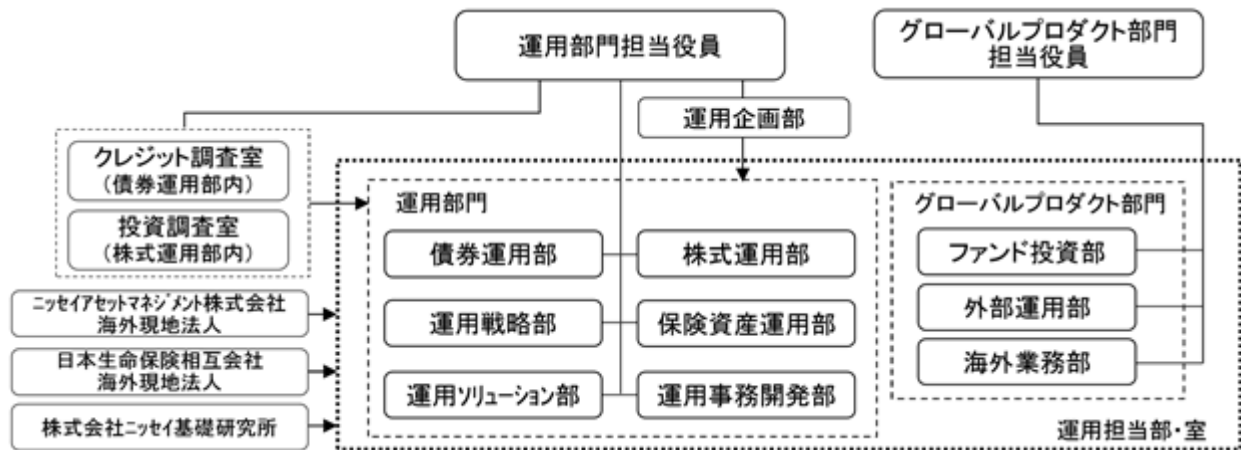 運用部門担当役員
グローバルプロダクト部門
担当役員
運用企画部
クレジット調査室
（債券運用部内）
投資調査室
（株式運用部内）
ニッセイアセットマネジメント株式会社
海外現地法人
日本生命保険相互会社
海外現地法人
株式会社ニッセイ基礎研究所
運用部門
債券運用部
株式運用部
運用戦略部
保険資産運用部
運用ソリューション部
運用事務開発部
グローバルプロダクト部門
ファンド投資部
外部運用部
海外業務部
運用担当部・室